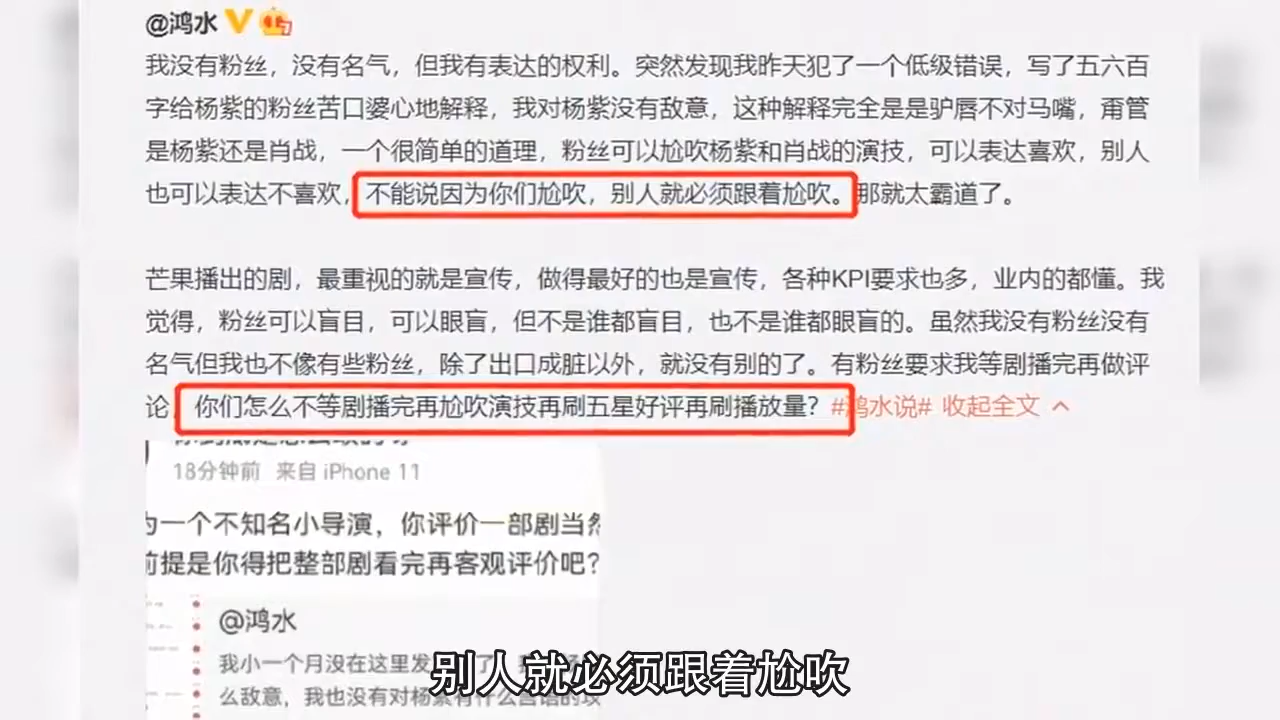 @鸿水
我没有粉丝，没有名气，但我有表达的权利。突然发现我昨天犯了一个低级错误，写了五六百
字给杨紫的粉丝苦口婆心地解释，我对杨紫没有敌意，这种解释完全是是驴唇不对马嘴，甭管
是杨紫还是肖战，一个很简单的道理，粉丝可以尬吹杨紫和肖战的演技，可以表达喜欢，别人
也可以表达不喜欢，不能说因为你们尬吹，别人就必须跟着尬吹。那就太霸道了。
芒果播出的剧，最重视的就是宣传，做得最好的也是宣传，各种KPI要求也多，业内的都懂。我
觉得，粉丝可以盲目，可以眼盲，但不是谁都盲目，也不是谁都眼盲的。虽然我没有粉丝没有
名气但我也不像有些粉丝，除了出口成脏以外，就没有别的了。有粉丝要求我等剧播完再做评
论，你们怎么不等剧播完再尬吹演技再刷五星好评再刷播放量？#鸿水说# 收起全文
18分钟前 来自 iPhone 11
为一个不知名小导演，你评价一部剧当然
前提是你得把整部剧看完再客观评价吧？
@鸿水
我小一个月没在这里发
么敌意，我也没有对杨紫有什么言语的攻
别人就必须跟着尬吹